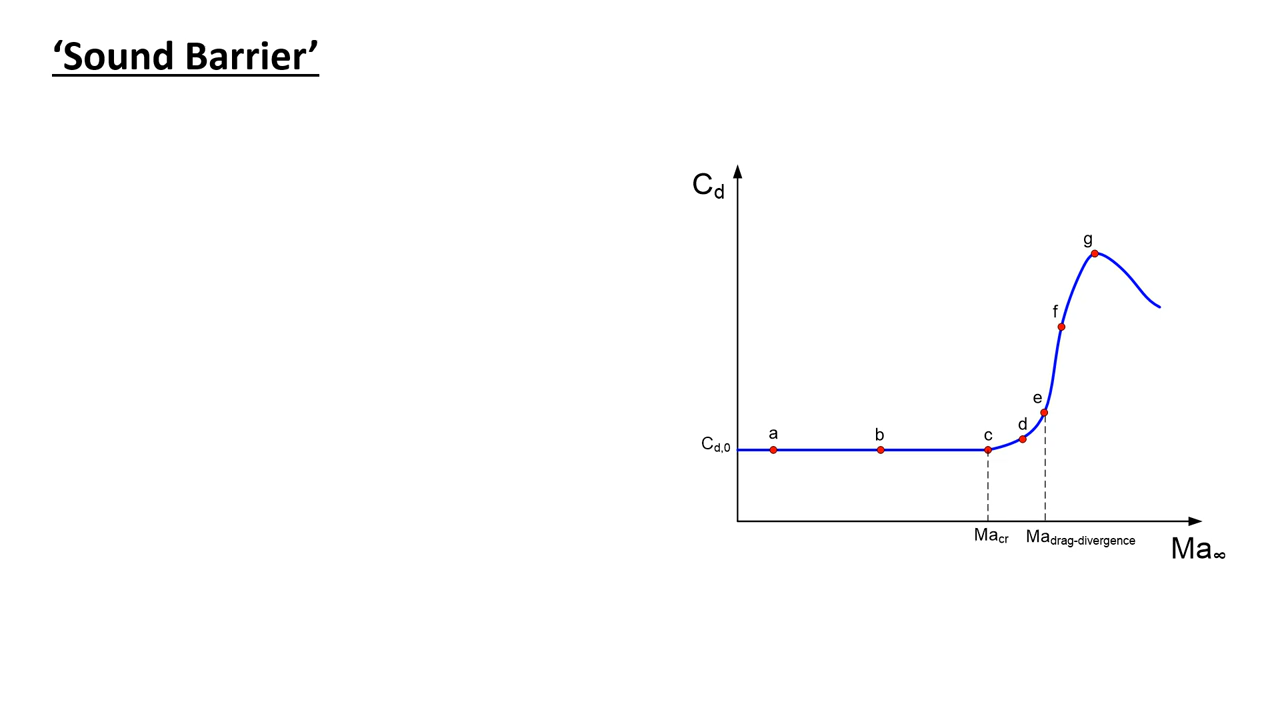 ‘Sound Barrier’
Cd
g
f
e
d
a
b
c
Cd,0
Macr
Madrag-divergence
Ma∞